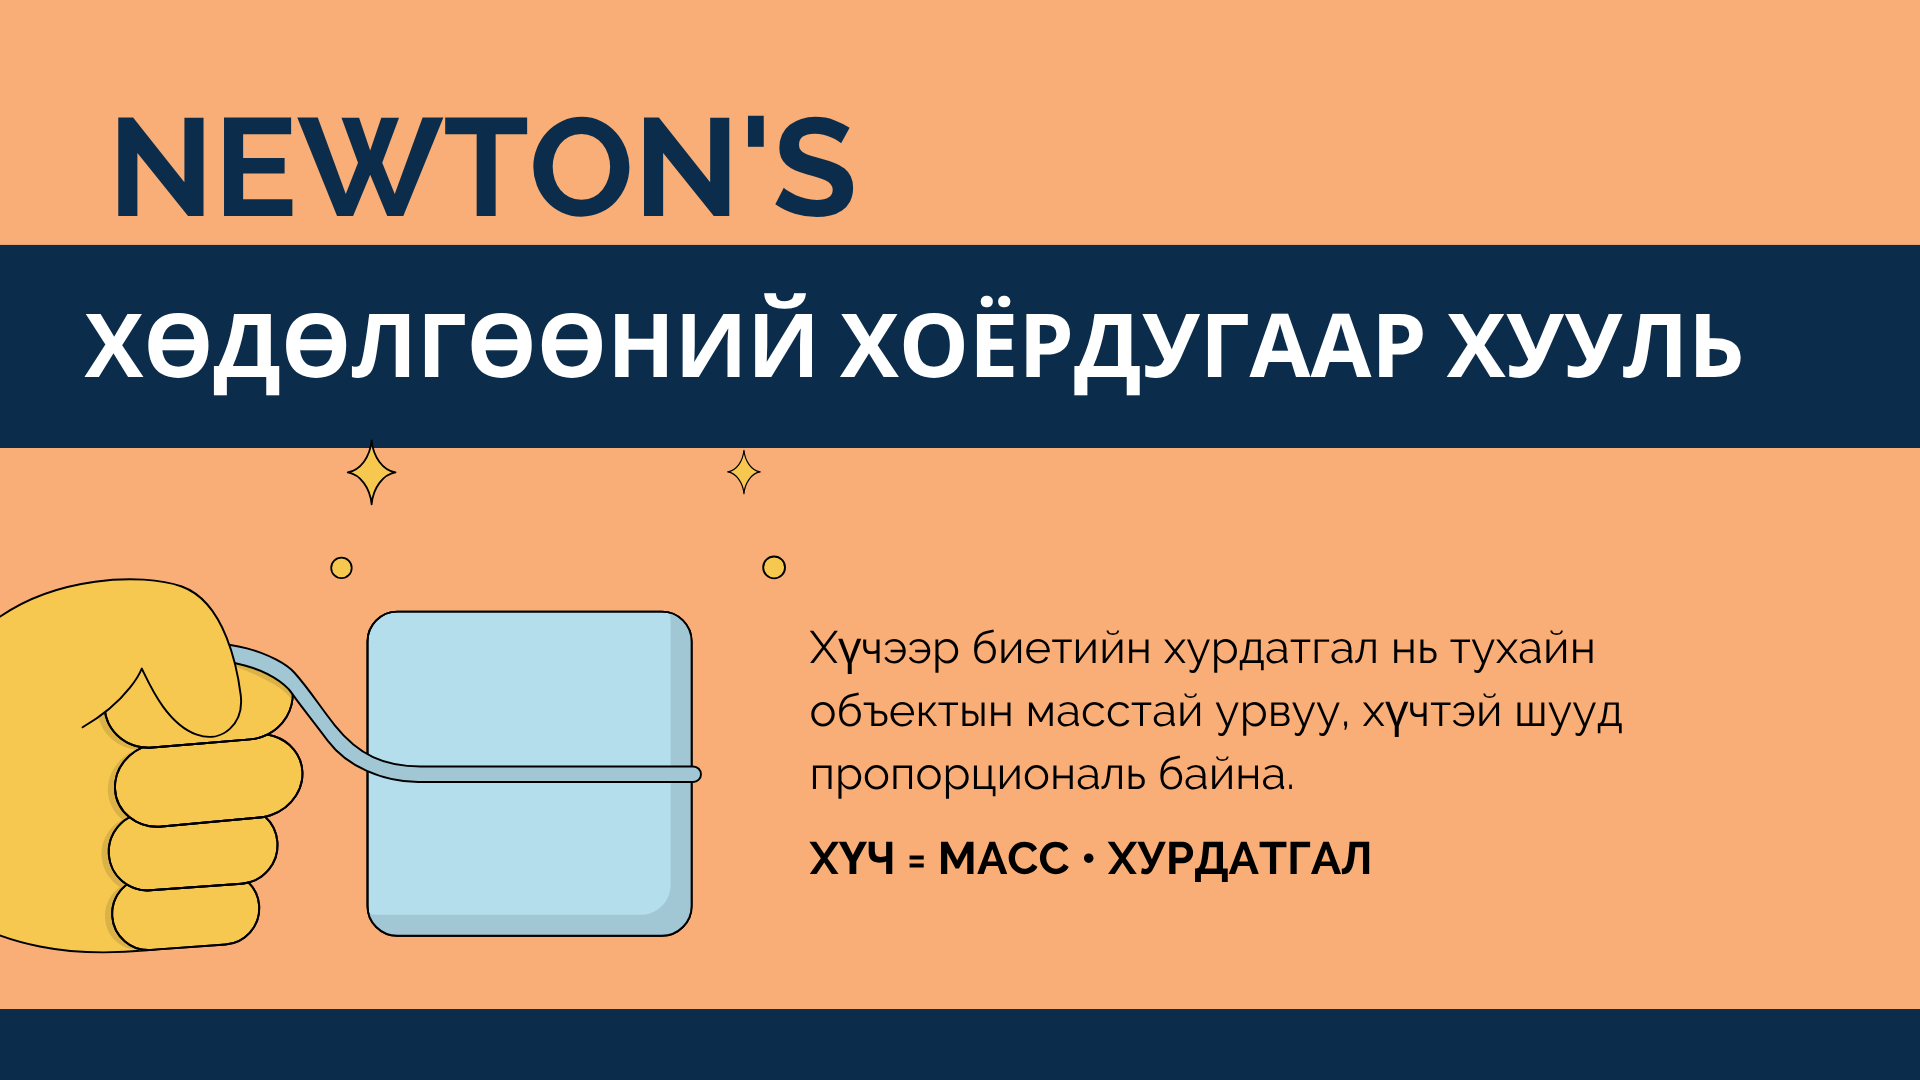 NEWTON'S
ХӨДӨЛГӨӨНИЙ ХОЁРДУГААР ХУУЛЬ
Хүчээр биетийн хурдатгал нь тухайн
объектын масстай урвуу, хүчтэй шууд
пропорциональ байна.
ХҮЧ = МАСС • ХУРДАТГАЛ